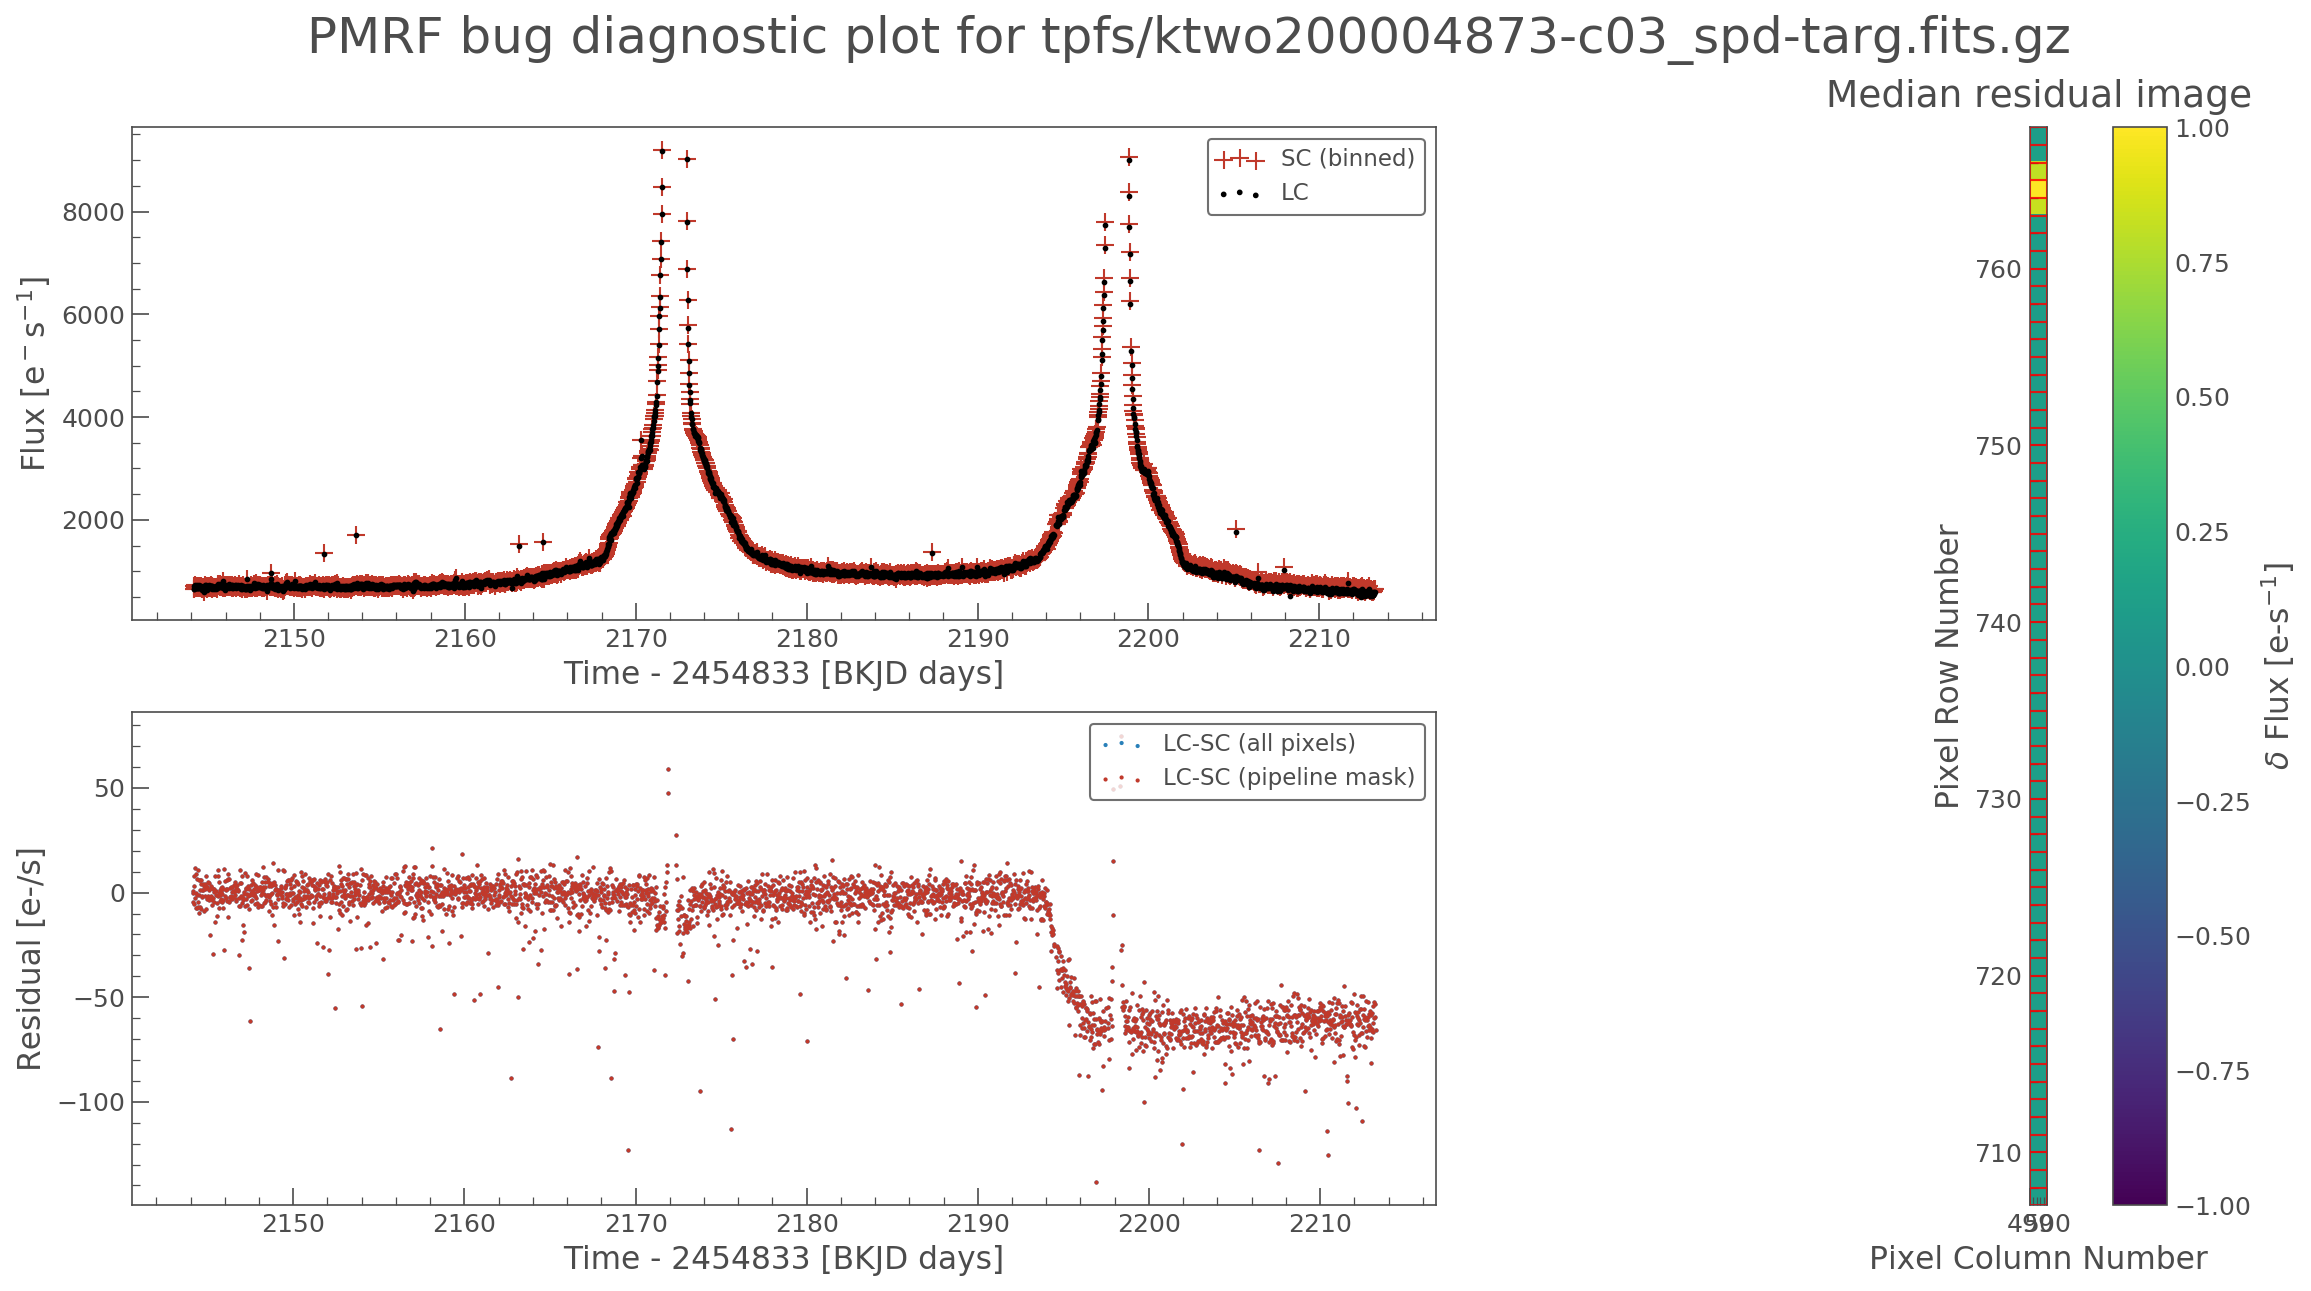 PMRF bug diagnostic plot for tpfs/ktwo200004873-c03_spd-targ.fits.gz
Flux [e⁻ s⁻¹]
8000
6000
4000
2000
SC (binned)
LC
2150 2160 2170 2180 2190 2200 2210
Time - 2454833 [BKJD days]
Residual [e-/s]
50
0
−50
−100
LC-SC (all pixels)
LC-SC (pipeline mask)
2150 2160 2170 2180 2190 2200 2210
Time - 2454833 [BKJD days]
Median residual image
Pixel Row Number
760
750
740
730
720
710
Pixel Column Number
1.00
0.75
0.50
0.25
0.00
−0.25
−0.50
−0.75
−1.00
δ Flux [e-s⁻¹]